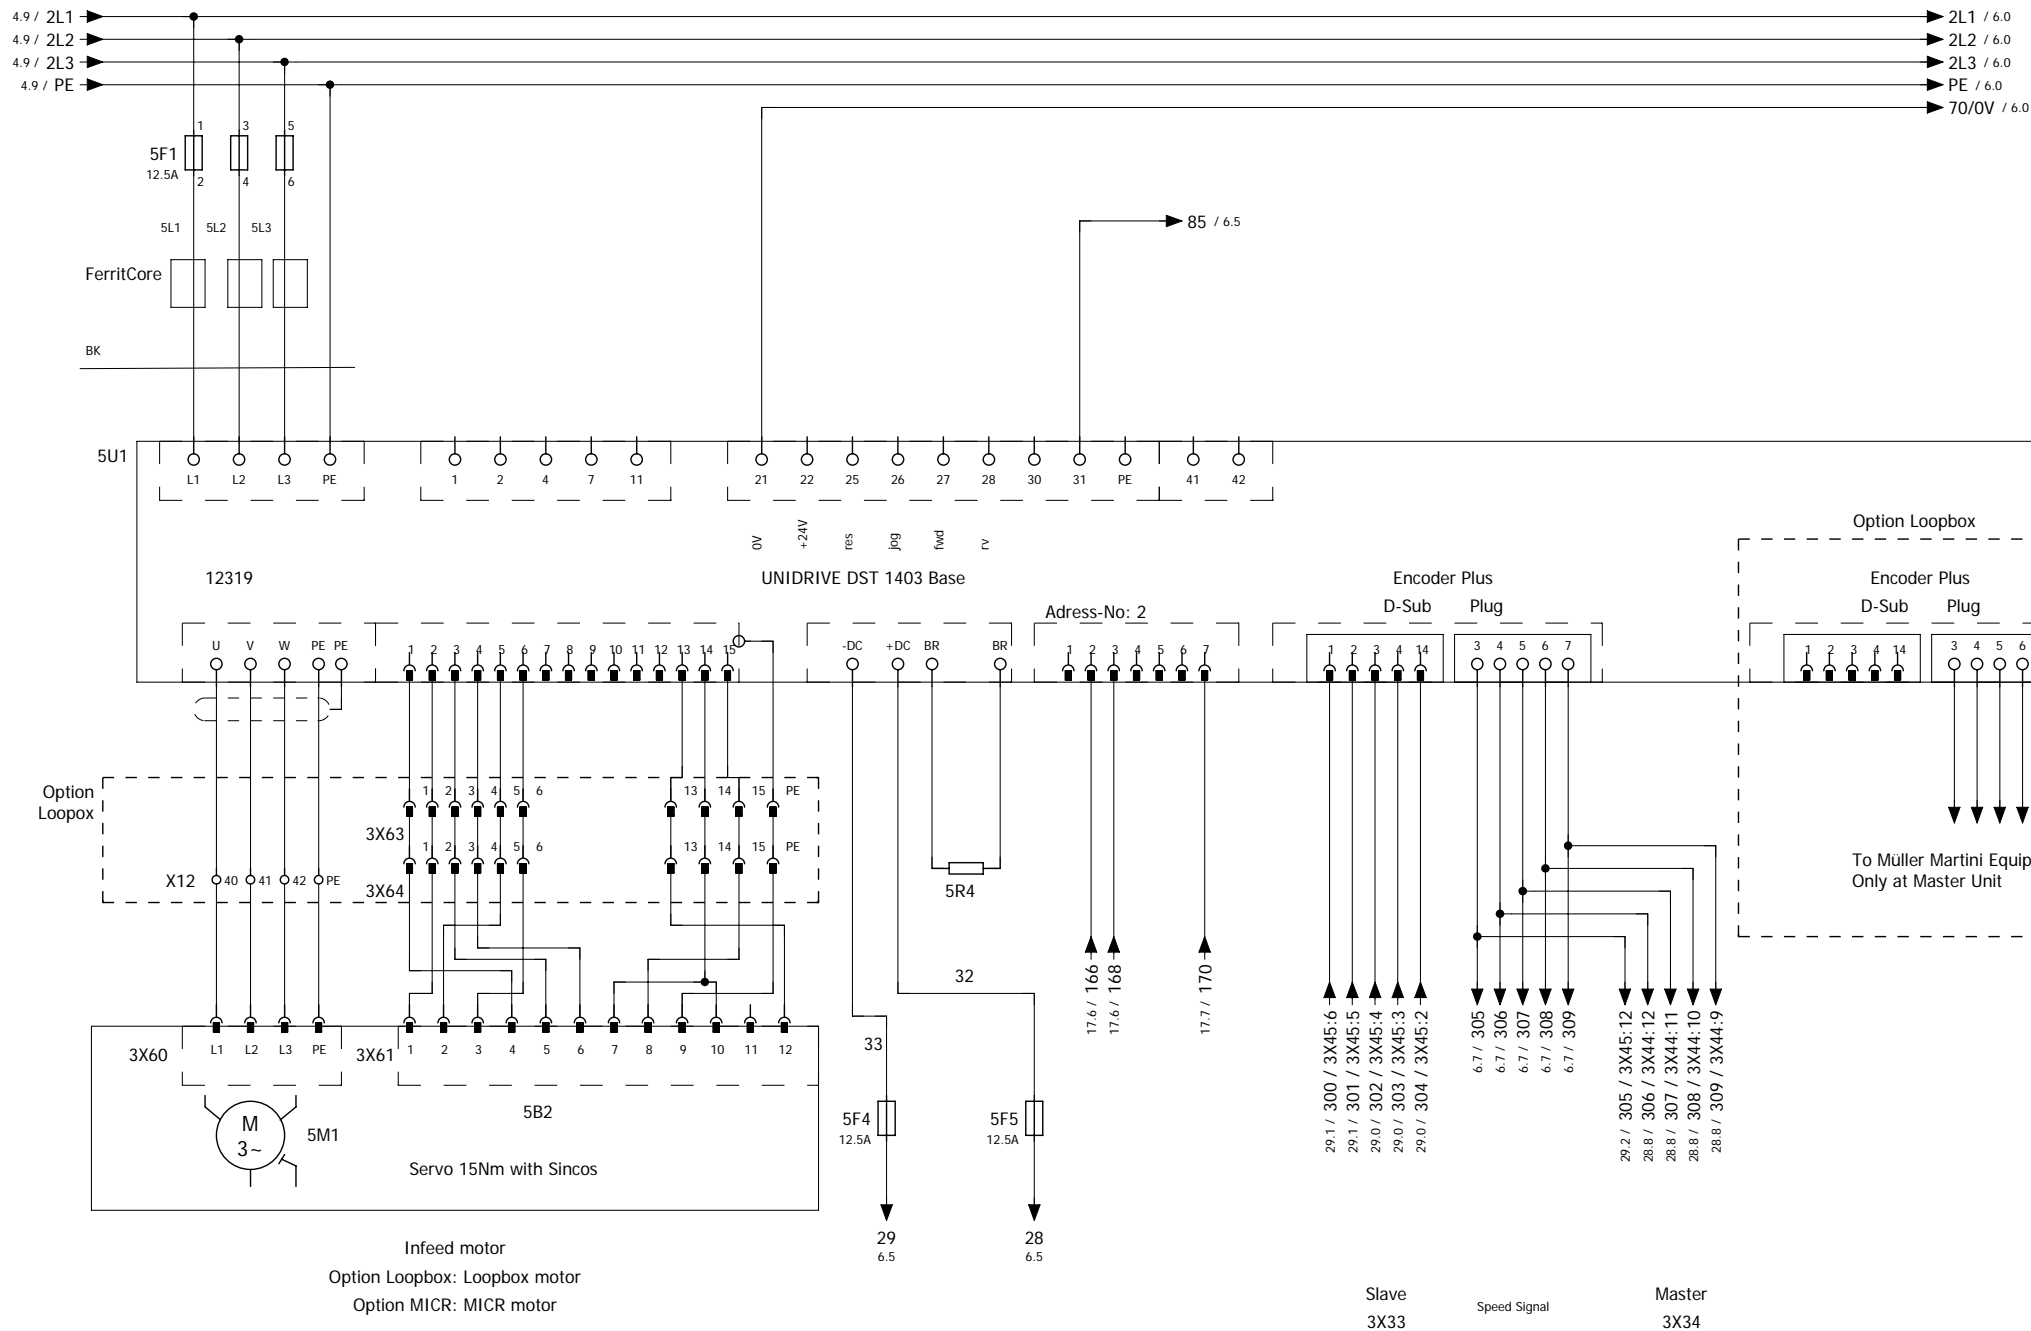 4.9 / 2L1
2L1 / 6.0
4.9 / 2L2
2L2 / 6.0
4.9 / 2L3
2L3 / 6.0
4.9 / PE
PE / 6.0
70/0V / 6.0
1 3 5
5F1
12.5A
2 4 6
85 / 6.5
5L1 5L2 5L3
FerritCore
BK
5U1
L1 L2 L3 PE
1 2 4 7 11
21 22 25 26 27 28 30 31 PE 41 42
0V +24V res jog fwd rv
Option Loopbox
12319
UNIDRIVE DST 1403 Base
Encoder Plus
D-Sub Plug
Encoder Plus
D-Sub Plug
Adress-No: 2
U V W PE PE
1 2 3 4 5 6 7 8 9 10 11 12 13 14 15
-DC +DC BR BR
1 2 3 4 5 6 7
1 2 3 4 14
3 4 5 6 7
1 2 3 4 14
3 4 5 6
Option
Loopox
1 2 3 4 5 6 13 14 15 PE
3X63
1 2 3 4 5 6 13 14 15 PE
3X64
X12 40 41 42 PE
5R4
To Müller Martini Equip
Only at Master Unit
32
33
17.6 / 166
17.6 / 168
17.7 / 170
29.1 / 300 / 3X45:6
29.1 / 301 / 3X45:5
29.0 / 302 / 3X45:4
29.0 / 303 / 3X45:3
29.0 / 304 / 3X45:2
6.7 / 305
6.7 / 306
6.7 / 307
6.7 / 308
6.7 / 309
29.2 / 305 / 3X45:12
28.8 / 306 / 3X44:12
28.8 / 307 / 3X44:11
28.8 / 308 / 3X44:10
28.8 / 309 / 3X44:9
3X60 L1 L2 L3 PE
3X61 1 2 3 4 5 6 7 8 9 10 11 12
5B2
M
3~
5M1
Servo 15Nm with Sincos
5F4
12.5A
5F5
12.5A
29
6.5
28
6.5
Infeed motor
Option Loopbox: Loopbox motor
Option MICR: MICR motor
Slave
3X33
Speed Signal
Master
3X34